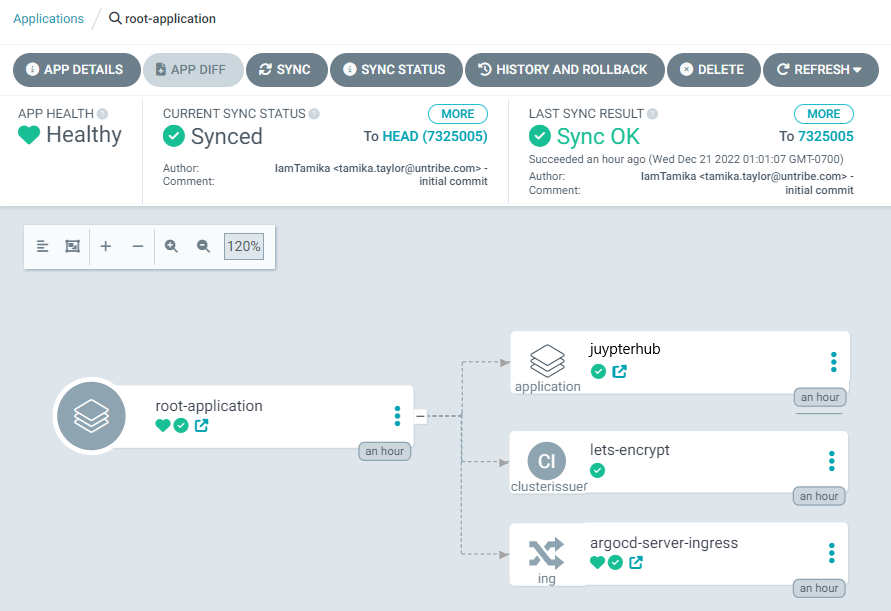 Applications / root-application
APP DETAILS APP DIFF SYNC SYNC STATUS HISTORY AND ROLLBACK DELETE REFRESH
APP HEALTH
Healthy
CURRENT SYNC STATUS MORE
Synced To HEAD (7325005)
Author: IamTamika <tamika.taylor@untribe.com> -
Comment: initial commit
LAST SYNC RESULT MORE
Sync OK To 7325005
Succeeded an hour ago (Wed Dec 21 2022 01:01:07 GMT-0700)
Author: IamTamika <tamika.taylor@untribe.com> -
Comment: initial commit
120%
root-application
an hour
juypterhub
application
an hour
CI
lets-encrypt
clusterissuer
an hour
argocd-server-ingress
ing
an hour